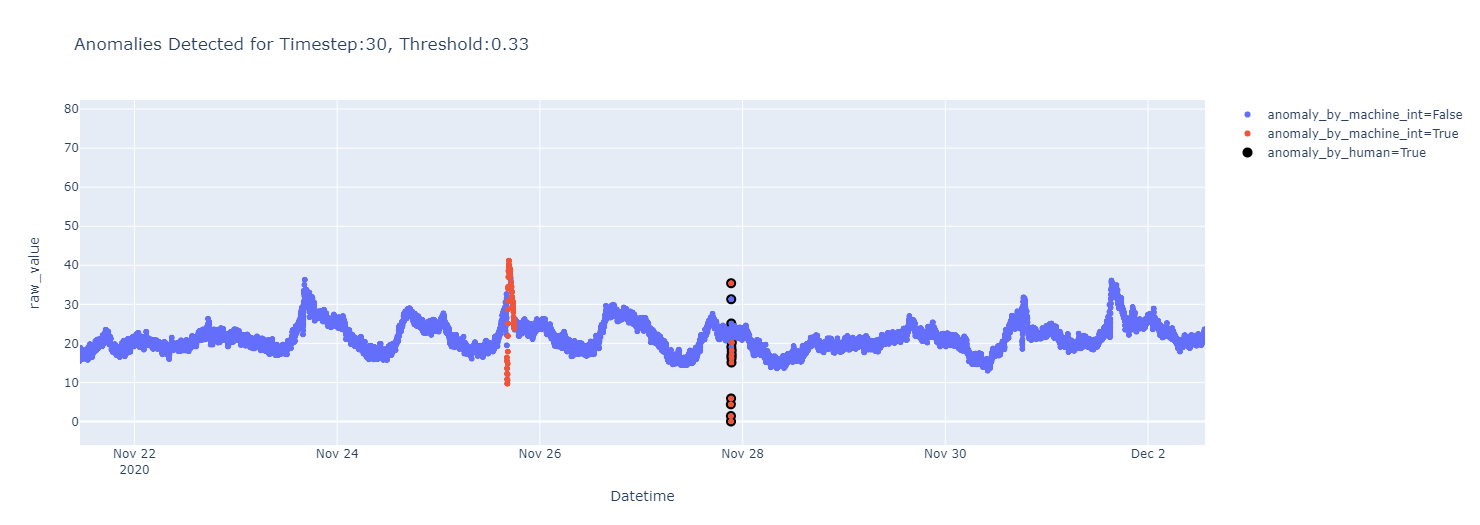 Anomalies Detected for Timestep:30, Threshold:0.33
80
70
60
50
40
30
20
10
0
raw_value
Nov 22
2020
Nov 24
Nov 26
Nov 28
Nov 30
Dec 2
Datetime
anomaly_by_machine_int=False
anomaly_by_machine_int=True
anomaly_by_human=True